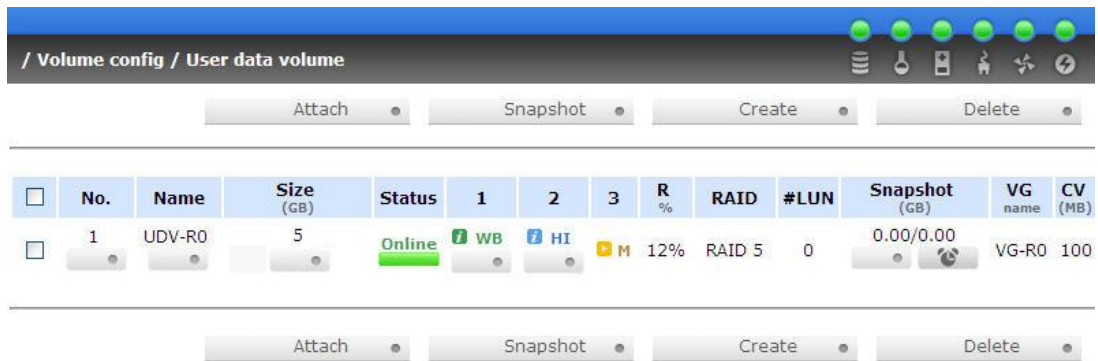 / Volume config / User data volume
Attach Snapshot Create Delete
No. Name Size (GB) Status 1 2 3 R % RAID #LUN Snapshot (GB) VG name CV (MB)
1 UDV-R0 5 Online WB HI M 12% RAID 5 0 0.00/0.00 VG-R0 100
Attach Snapshot Create Delete